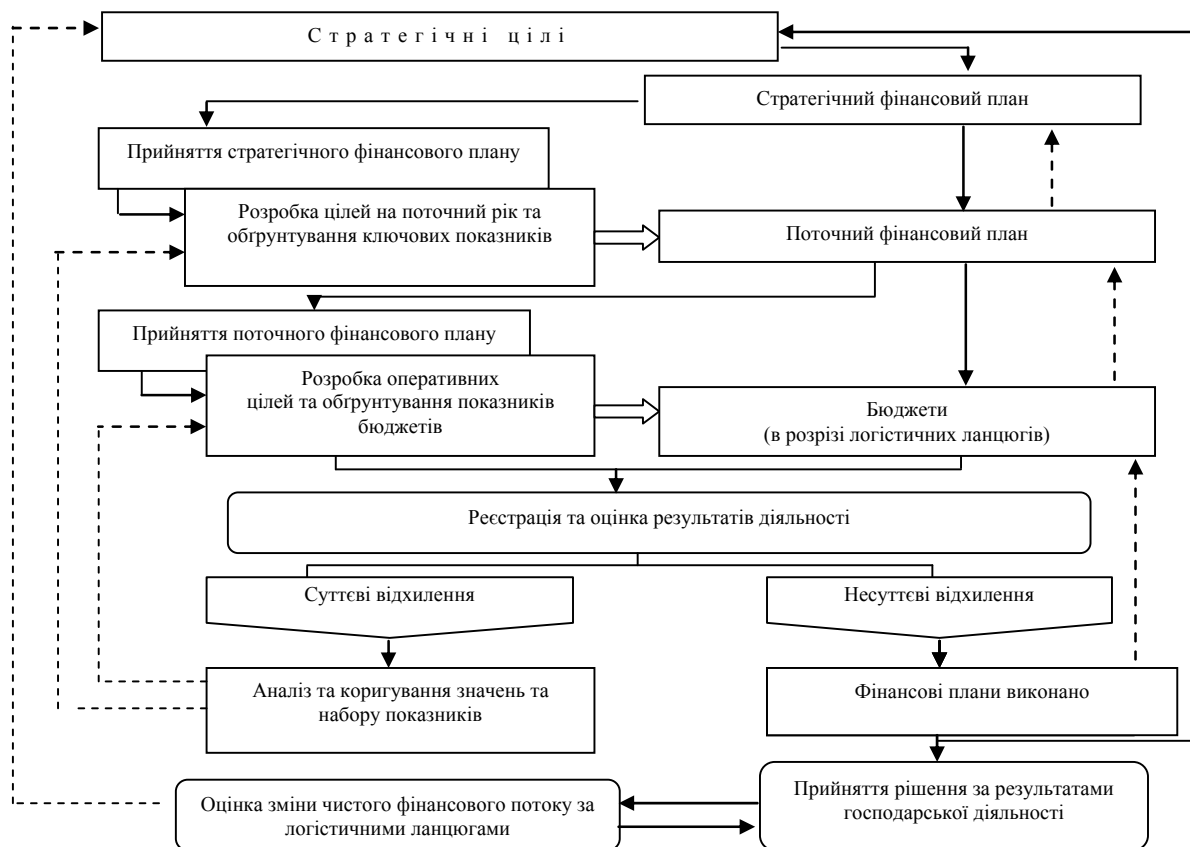 Стратегічні цілі
Стратегічний фінансовий план
Прийняття стратегічного фінансового плану
Розробка цілей на поточний рік та
обґрунтування ключових показників
Поточний фінансовий план
Прийняття поточного фінансового плану
Розробка оперативних
цілей та обґрунтування показників
бюджетів
Бюджети
(в розрізі логістичних ланцюгів)
Реєстрація та оцінка результатів діяльності
Суттєві відхилення
Несуттєві відхилення
Аналіз та коригування значень та
набору показників
Фінансові плани виконано
Оцінка зміни чистого фінансового потоку за
логістичними ланцюгами
Прийняття рішення за результатами
господарської діяльності